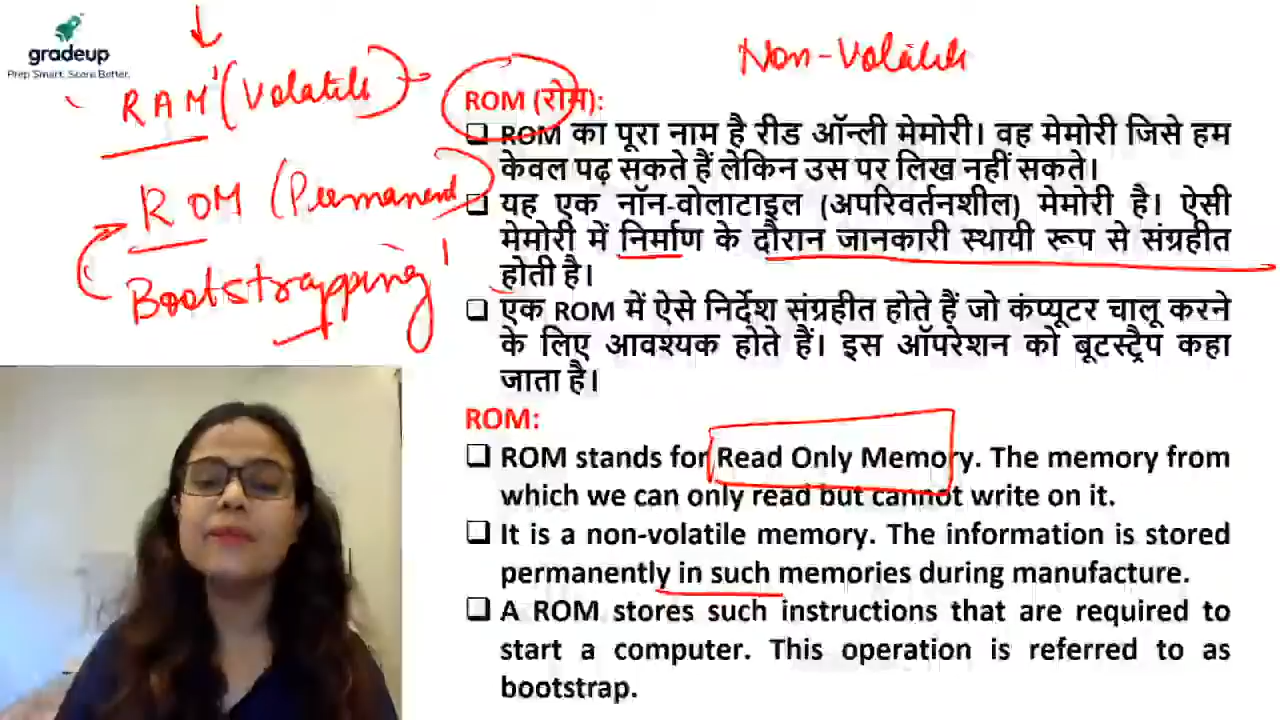 gradeup
Prep Smart. Score Better.
RAM (Volatile)
ROM (Permanent)
Bootstrapping
Non-Volatile
ROM (रोम):
ROM का पूरा नाम है रीड ऑन्ली मेमोरी। वह मेमोरी जिसे हम
केवल पढ़ सकते हैं लेकिन उस पर लिख नहीं सकते।
यह एक नॉन-वोलाटाइल (अपरिवर्तनशील) मेमोरी है। ऐसी
मेमोरी में निर्माण के दौरान जानकारी स्थायी रूप से संग्रहीत
होती है।
एक ROM में ऐसे निर्देश संग्रहीत होते हैं जो कंप्यूटर चालू करने
के लिए आवश्यक होते हैं। इस ऑपरेशन को बूटस्ट्रैप कहा
जाता है।
ROM:
ROM stands for Read Only Memory. The memory from
which we can only read but cannot write on it.
It is a non-volatile memory. The information is stored
permanently in such memories during manufacture.
A ROM stores such instructions that are required to
start a computer. This operation is referred to as
bootstrap.